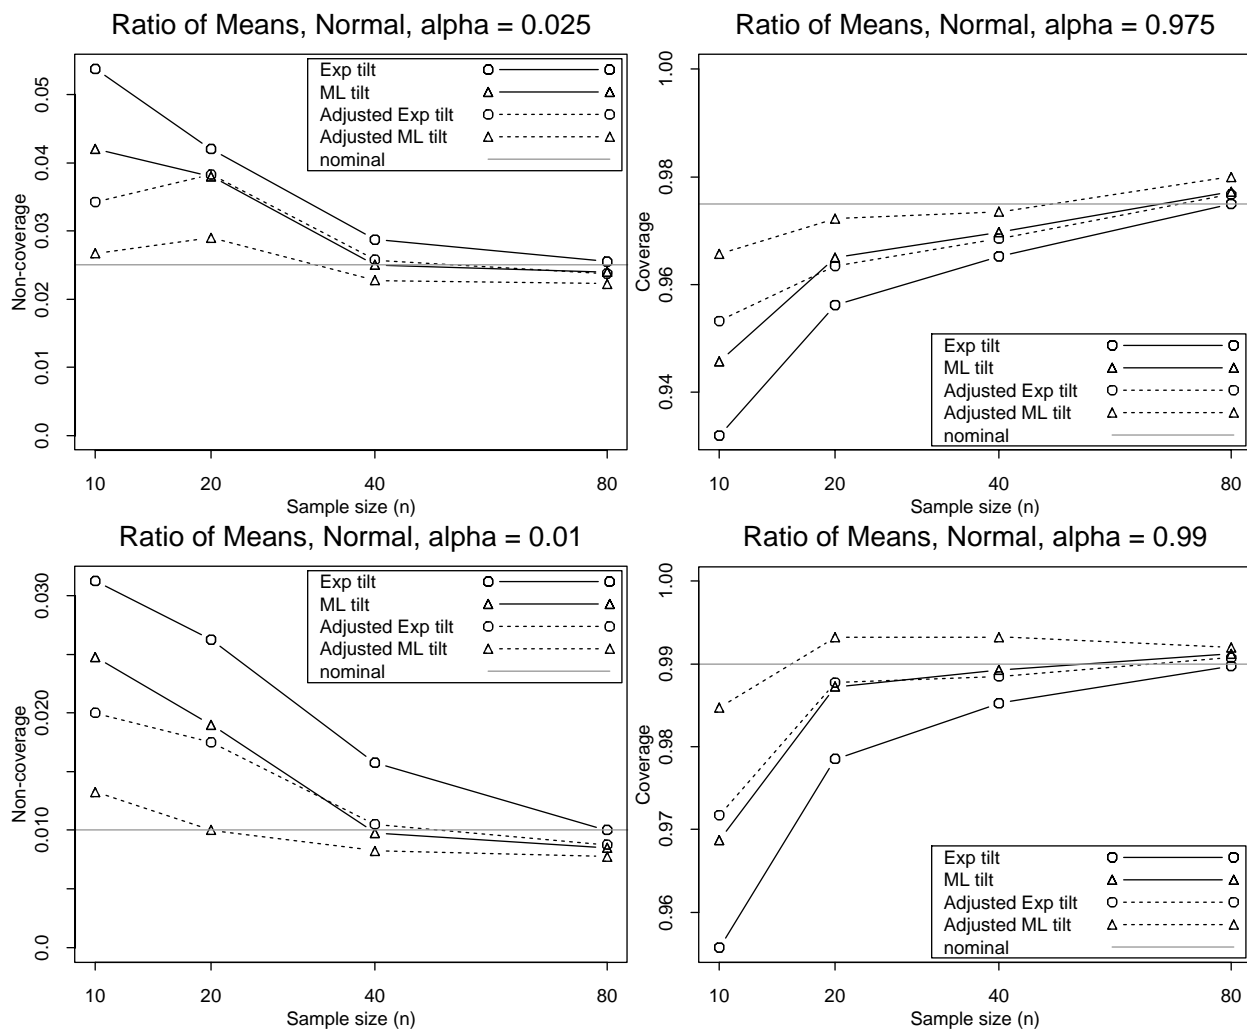 Ratio of Means, Normal, alpha = 0.025
Non-coverage
0.05
0.04
0.03
0.02
0.01
0.0
Exp tilt
ML tilt
Adjusted Exp tilt
Adjusted ML tilt
nominal
10 20 40 80
Sample size (n)
Ratio of Means, Normal, alpha = 0.975
Coverage
1.00
0.98
0.96
0.94
Exp tilt
ML tilt
Adjusted Exp tilt
Adjusted ML tilt
nominal
10 20 40 80
Sample size (n)
Ratio of Means, Normal, alpha = 0.01
Non-coverage
0.030
0.020
0.010
0.0
Exp tilt
ML tilt
Adjusted Exp tilt
Adjusted ML tilt
nominal
10 20 40 80
Sample size (n)
Ratio of Means, Normal, alpha = 0.99
Coverage
1.00
0.99
0.98
0.97
0.96
Exp tilt
ML tilt
Adjusted Exp tilt
Adjusted ML tilt
nominal
10 20 40 80
Sample size (n)